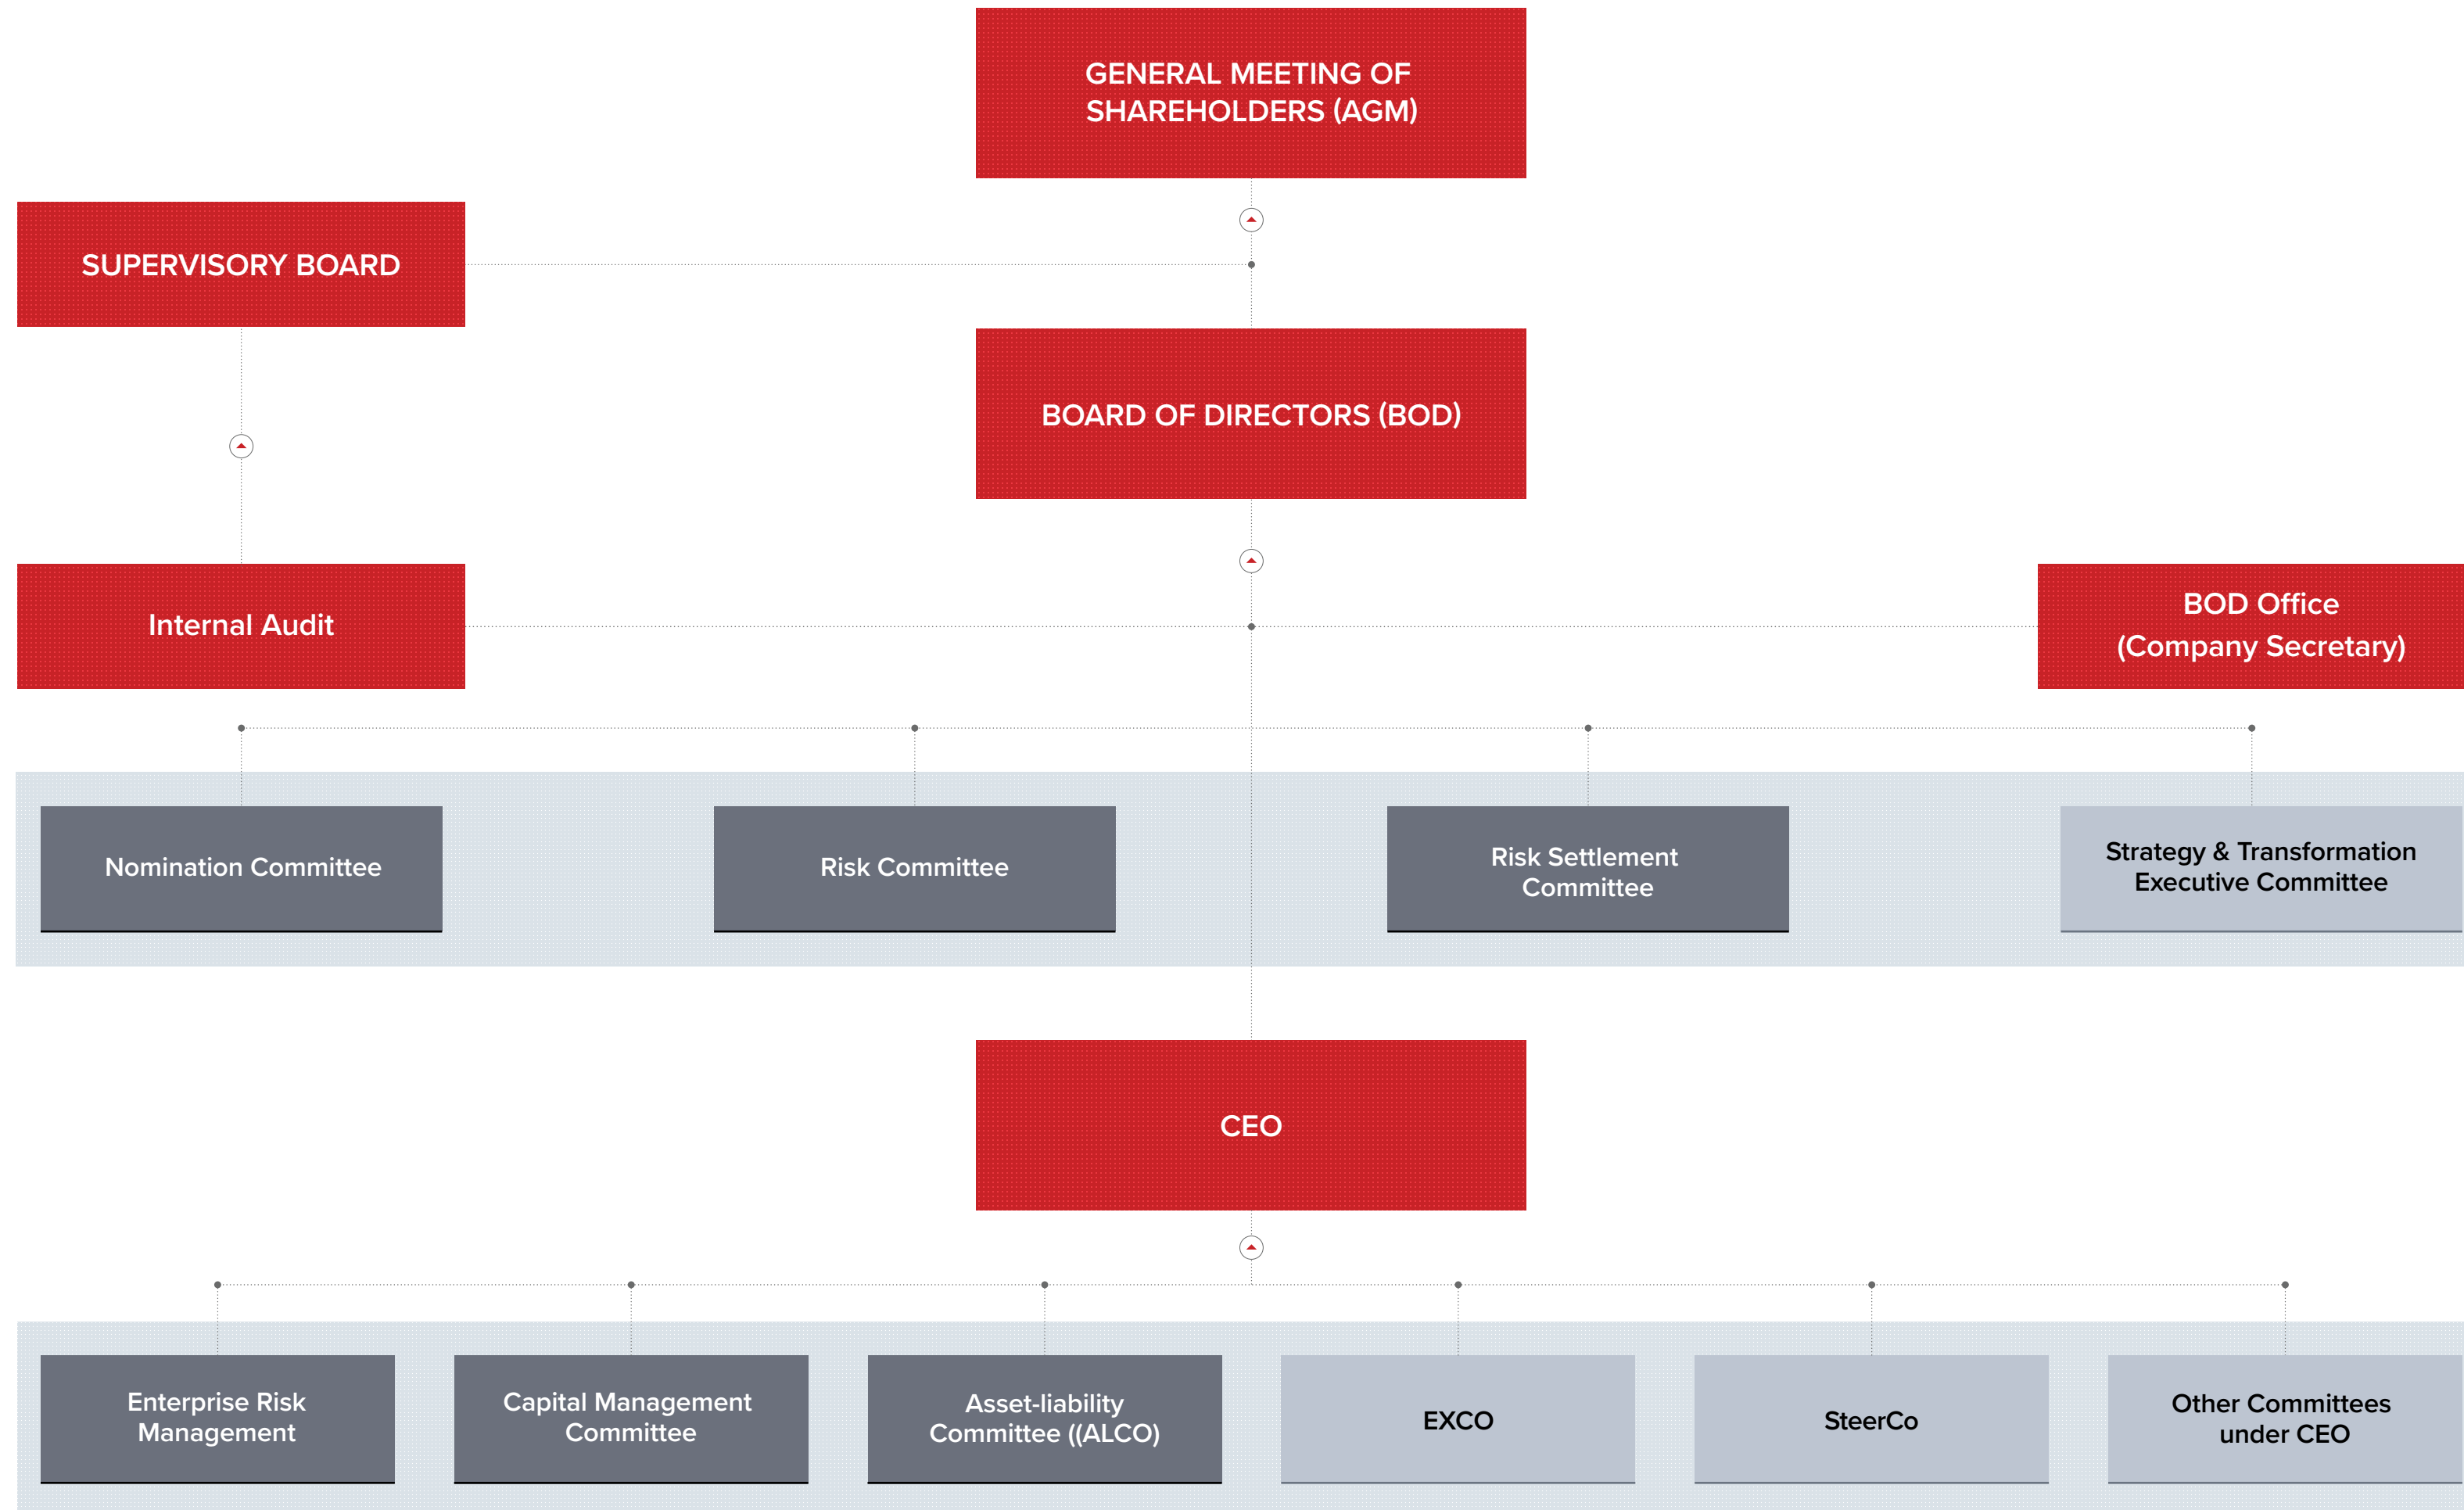 GENERAL MEETING OF
SHAREHOLDERS (AGM)
SUPERVISORY BOARD
BOARD OF DIRECTORS (BOD)
Internal Audit
BOD Office
(Company Secretary)
Nomination Committee
Risk Committee
Risk Settlement
Committee
Strategy & Transformation
Executive Committee
CEO
Enterprise Risk
Management
Capital Management
Committee
Asset-liability
Committee ((ALCO)
EXCO
SteerCo
Other Committees
under CEO